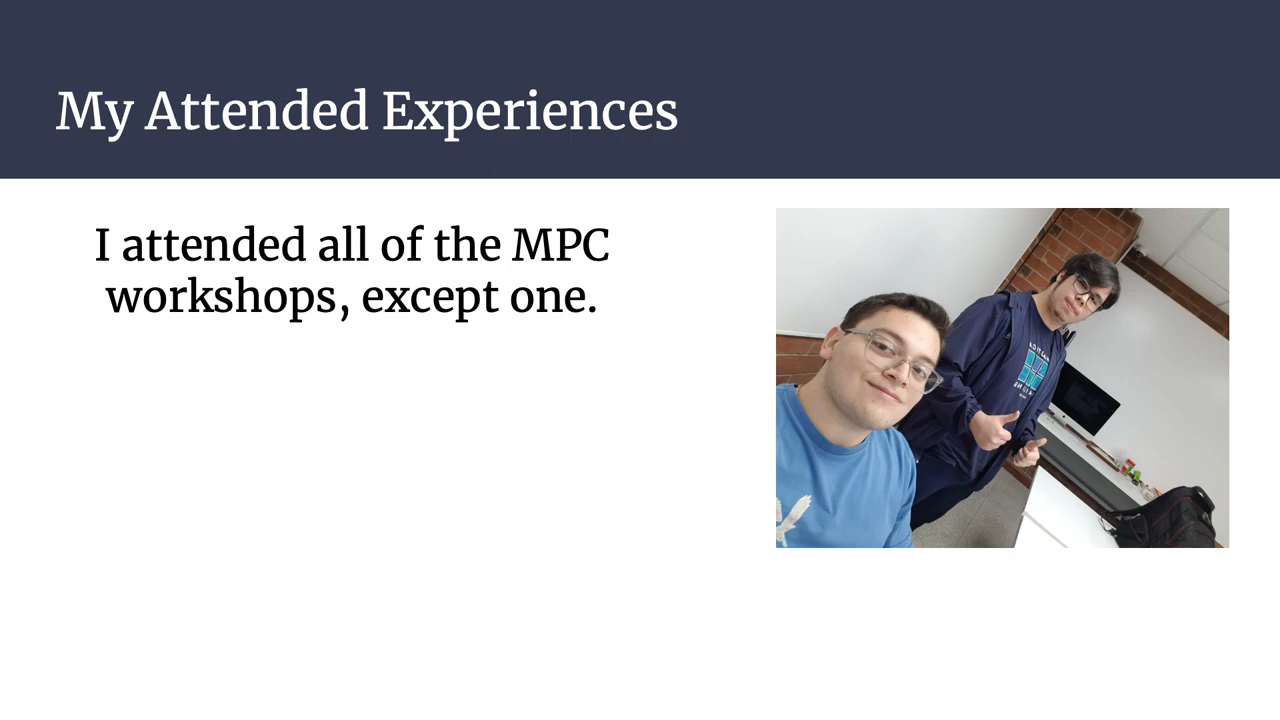 My Attended Experiences
I attended all of the MPC
workshops, except one.